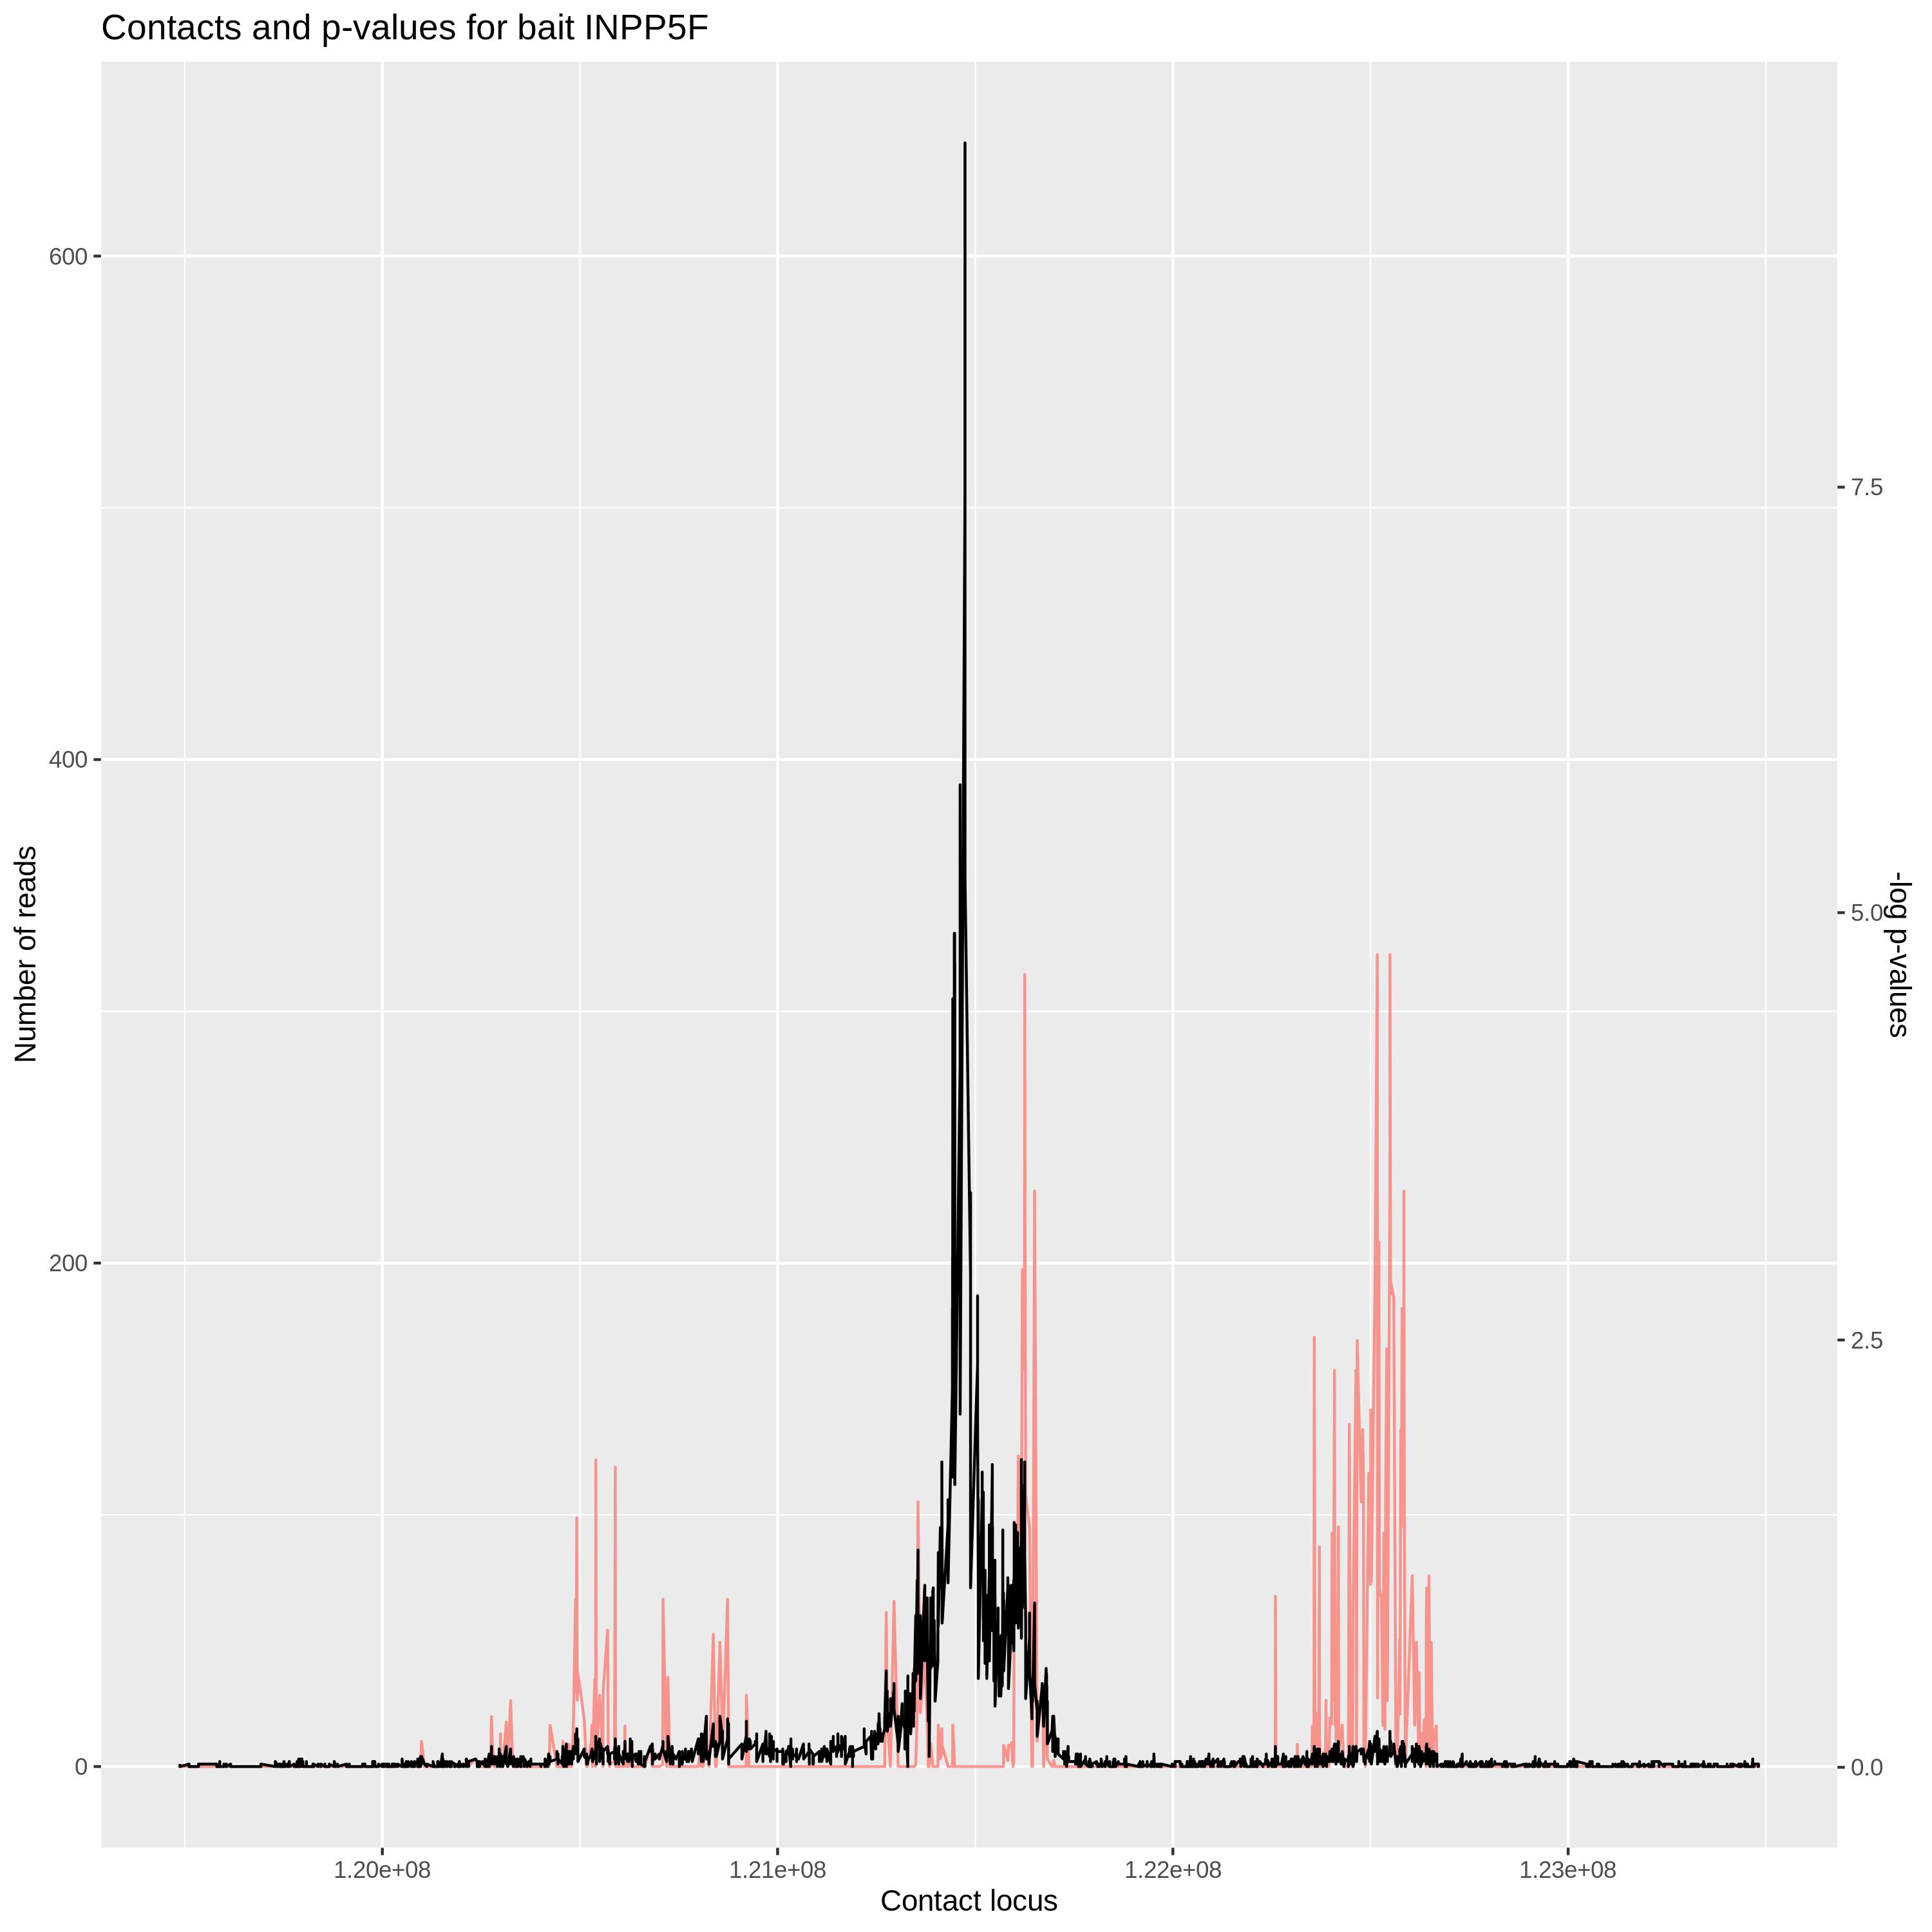 Contacts and p-values for bait INPP5F
600
400
200
0
Number of reads
7.5
5.0
2.5
0.0
-log p-values
1.20e+08
1.21e+08
1.22e+08
1.23e+08
Contact locus